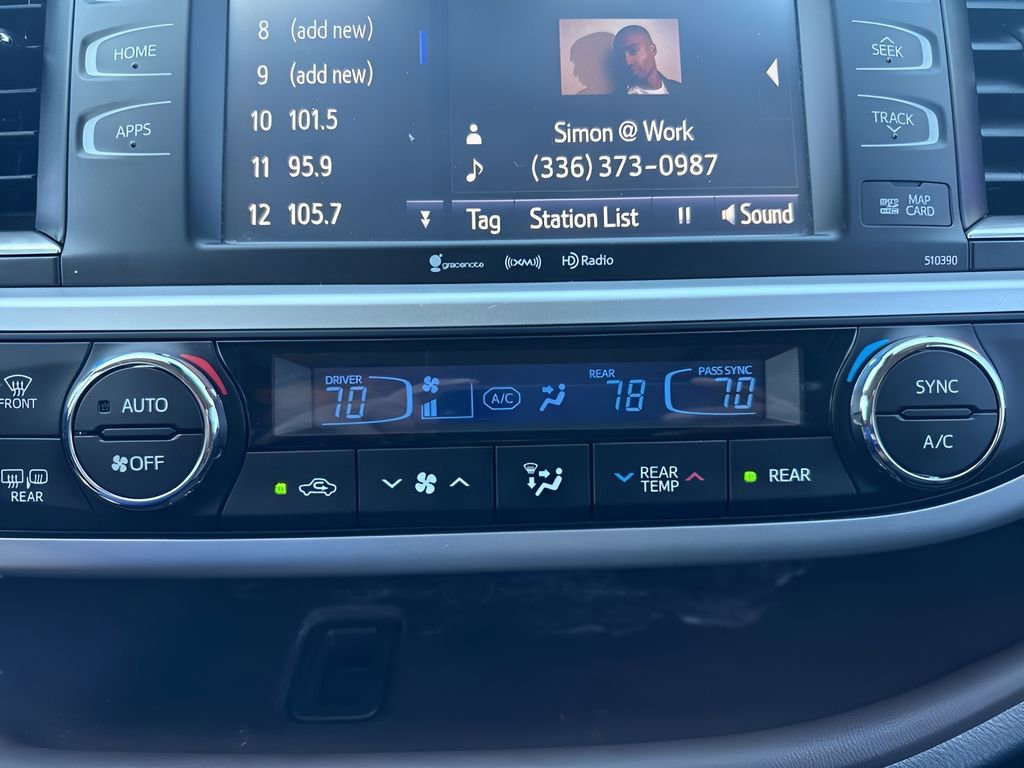 8 (add new)
9 (add new)
10 101.5
11 95.9
12 105.7
Simon @ Work
(336) 373-0987
Tag Station List Sound
HOME
APPS
SEEK
TRACK
MAP
CARD
gracenote ((XM)) HD Radio
510390
FRONT
REAR
AUTO
OFF
DRIVER
70
A/C
REAR
78
PASS SYNC
70
REAR
TEMP
REAR
SYNC
A/C